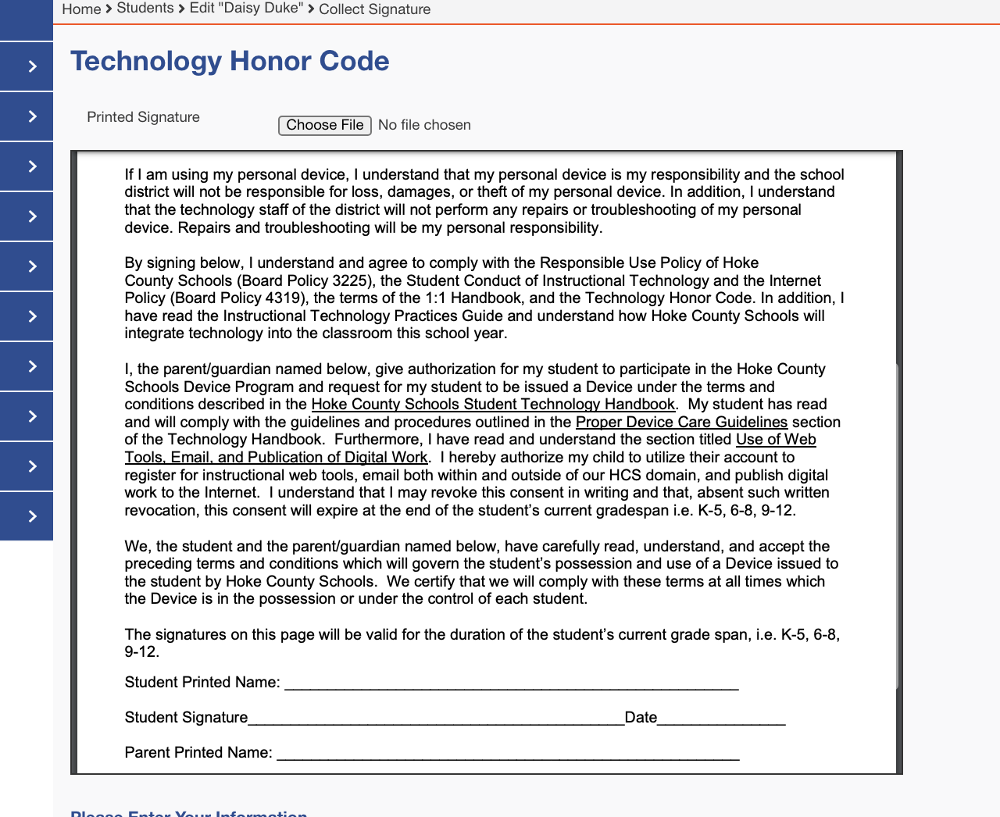 Home > Students > Edit "Daisy Duke" > Collect Signature
Technology Honor Code
Printed Signature
Choose File No file chosen
If I am using my personal device, I understand that my personal device is my responsibility and the school
district will not be responsible for loss, damages, or theft of my personal device. In addition, I understand
that the technology staff of the district will not perform any repairs or troubleshooting of my personal
device. Repairs and troubleshooting will be my personal responsibility.
By signing below, I understand and agree to comply with the Responsible Use Policy of Hoke
County Schools (Board Policy 3225), the Student Conduct of Instructional Technology and the Internet
Policy (Board Policy 4319), the terms of the 1:1 Handbook, and the Technology Honor Code. In addition, I
have read the Instructional Technology Practices Guide and understand how Hoke County Schools will
integrate technology into the classroom this school year.
I, the parent/guardian named below, give authorization for my student to participate in the Hoke County
Schools Device Program and request for my student to be issued a Device under the terms and
conditions described in the Hoke County Schools Student Technology Handbook.  My student has read
and will comply with the guidelines and procedures outlined in the Proper Device Care Guidelines section
of the Technology Handbook.  Furthermore, I have read and understand the section titled Use of Web
Tools, Email, and Publication of Digital Work.  I hereby authorize my child to utilize their account to
register for instructional web tools, email both within and outside of our HCS domain, and publish digital
work to the Internet.  I understand that I may revoke this consent in writing and that, absent such written
revocation, this consent will expire at the end of the student’s current gradespan i.e. K-5, 6-8, 9-12.
We, the student and the parent/guardian named below, have carefully read, understand, and accept the
preceding terms and conditions which will govern the student’s possession and use of a Device issued to
the student by Hoke County Schools.  We certify that we will comply with these terms at all times which
the Device is in the possession or under the control of each student.
The signatures on this page will be valid for the duration of the student’s current grade span, i.e. K-5, 6-8,
9-12.
Student Printed Name: ____________________
Student Signature____________________Date__________
Parent Printed Name: ____________________
Please Enter Your Information